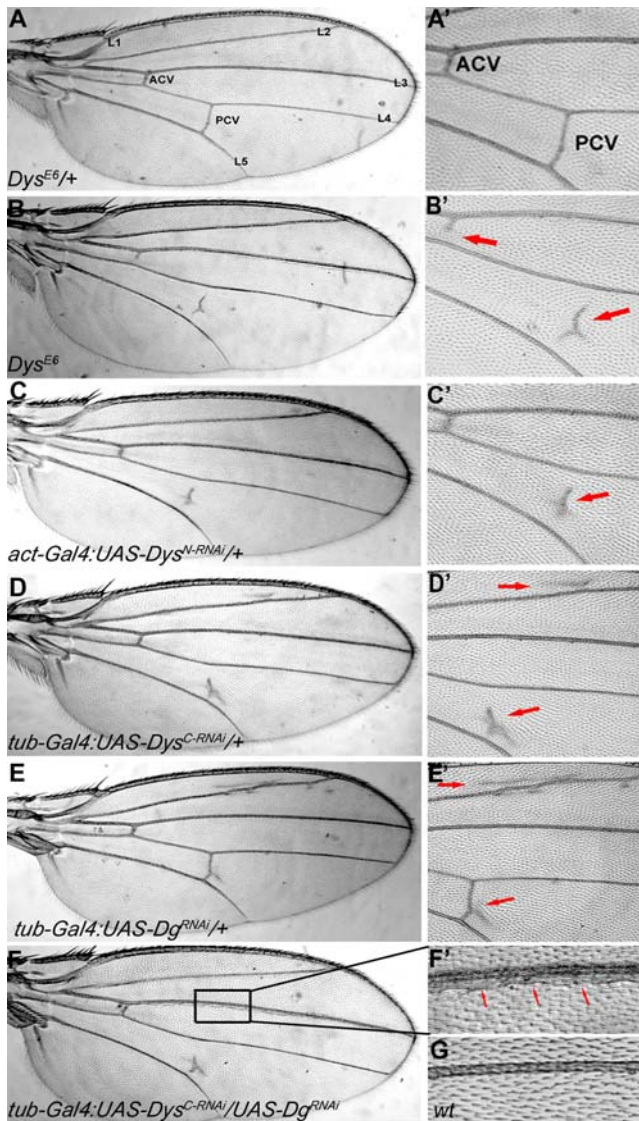 A
L1
L2
ACV
L3
PCV
L4
L5
Dys^E6/+
A'
ACV
PCV
B
Dys^E6
B'
C
act-Gal4:UAS-Dys^N-RNAi/+
C'
D
tub-Gal4:UAS-Dys^C-RNAi/+
D'
E
tub-Gal4:UAS-Dg^RNAi/+
E'
F
tub-Gal4:UAS-Dys^C-RNAi/UAS-Dg^RNAi
F'
G
wt